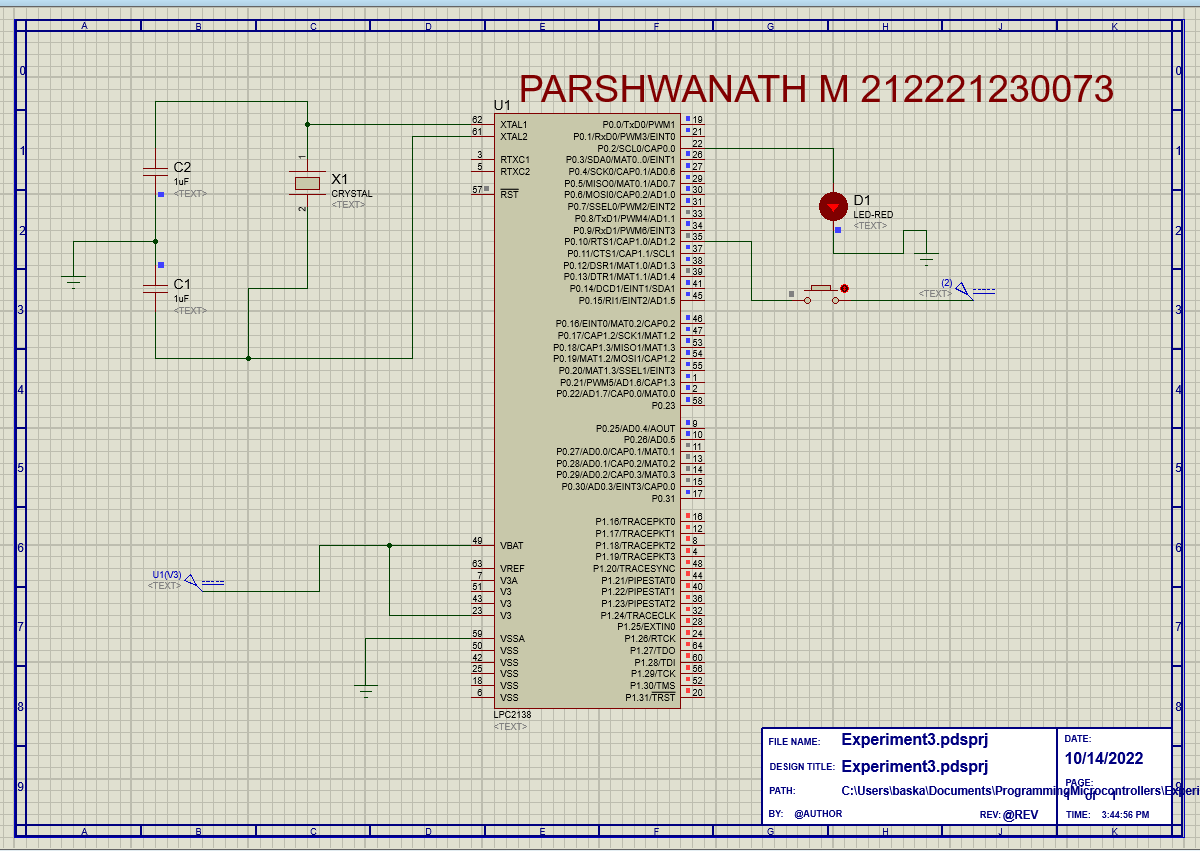 A B C D E F G H J K
0 0
PARSHWANATH M 212221230073
U1
62 XTAL1 P0.0/TxD0/PWM1 19
61 XTAL2 P0.1/RxD0/PWM3/EINT0 21
P0.2/SCL0/CAP0.0 22
3 RTXC1 P0.3/SDA0/MAT0..0/EINT1 26
5 RTXC2 P0.4/SCK0/CAP0.1/AD0.6 27
P0.5/MISO0/MAT0.1/AD0.7 29
57 RST P0.6/MOSI0/CAP0.2/AD1.0 30
P0.7/SSEL0/PWM2/EINT2 31
P0.8/TxD1/PWM4/AD1.1 33
P0.9/RxD1/PWM6/EINT3 34
P0.10/RTS1/CAP1.0/AD1.2 35
P0.11/CTS1/CAP1.1/SCL1 37
P0.12/DSR1/MAT1.0/AD1.3 38
P0.13/DTR1/MAT1.1/AD1.4 39
P0.14/DCD1/EINT1/SDA1 41
P0.15/RI1/EINT2/AD1.5 45
P0.16/EINT0/MAT0.2/CAP0.2 46
P0.17/CAP1.2/SCK1/MAT1.2 47
P0.18/CAP1.3/MISO1/MAT1.3 53
P0.19/MAT1.2/MOSI1/CAP1.2 54
P0.20/MAT1.3/SSEL1/EINT3 55
P0.21/PWM5/AD1.6/CAP1.3 1
P0.22/AD1.7/CAP0.0/MAT0.0 2
P0.23 58
P0.25/AD0.4/AOUT 9
P0.26/AD0.5 10
P0.27/AD0.0/CAP0.1/MAT0.1 11
P0.28/AD0.1/CAP0.2/MAT0.2 13
P0.29/AD0.2/CAP0.3/MAT0.3 14
P0.30/AD0.3/EINT3/CAP0.0 15
P0.31 17
P1.16/TRACEPKT0 16
P1.17/TRACEPKT1 12
49 VBAT P1.18/TRACEPKT2 8
P1.19/TRACEPKT3 4
63 VREF P1.20/TRACESYNC 48
7 V3A P1.21/PIPESTAT0 44
51 V3 P1.22/PIPESTAT1 40
43 V3 P1.23/PIPESTAT2 36
23 V3 P1.24/TRACECLK 32
P1.25/EXTIN0 28
59 VSSA P1.26/RTCK 24
50 VSS P1.27/TDO 64
42 VSS P1.28/TDI 60
25 VSS P1.29/TCK 56
18 VSS P1.30/TMS 52
6 VSS P1.31/TRST 20
LPC2138
<TEXT>
1 1
C2
1uF
<TEXT>
1
X1
CRYSTAL
<TEXT>
2
D1
LED-RED
<TEXT>
2 2
C1
1uF
<TEXT>
(2)
<TEXT>
3 3
4 4
5 5
6 6
U1(V3)
<TEXT>
7 7
8 8
9 9
FILE NAME: Experiment3.pdsprj
DESIGN TITLE: Experiment3.pdsprj
PATH: C:\Users\baska\Documents\ProgrammingMicrocontrollers\Experi
BY: @AUTHOR REV: @REV
DATE:
10/14/2022
PAGE:
1 of 1
TIME: 3:44:56 PM
A B C D E F G H J K